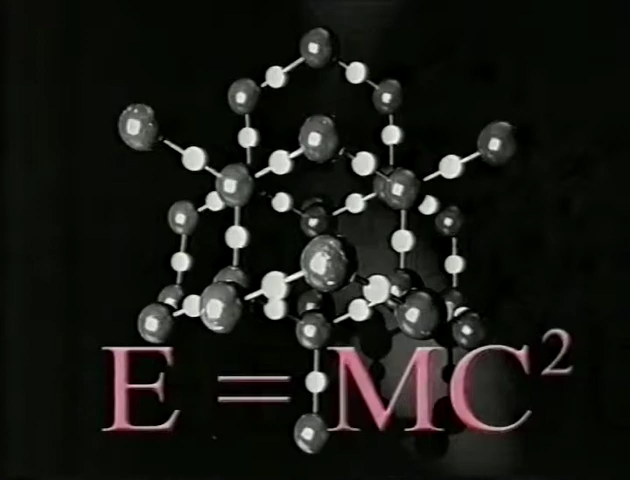 E = MC²